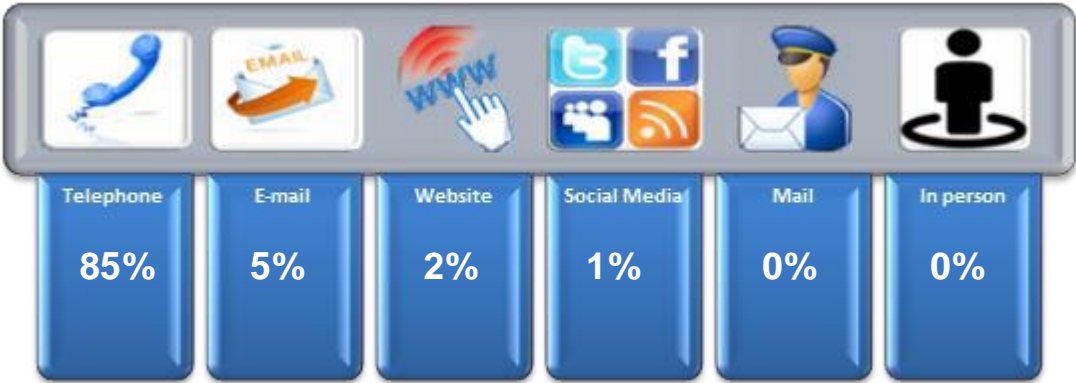 EMAIL
WWW
Telephone
E-mail
Website
Social Media
Mail
In person
85%
5%
2%
1%
0%
0%